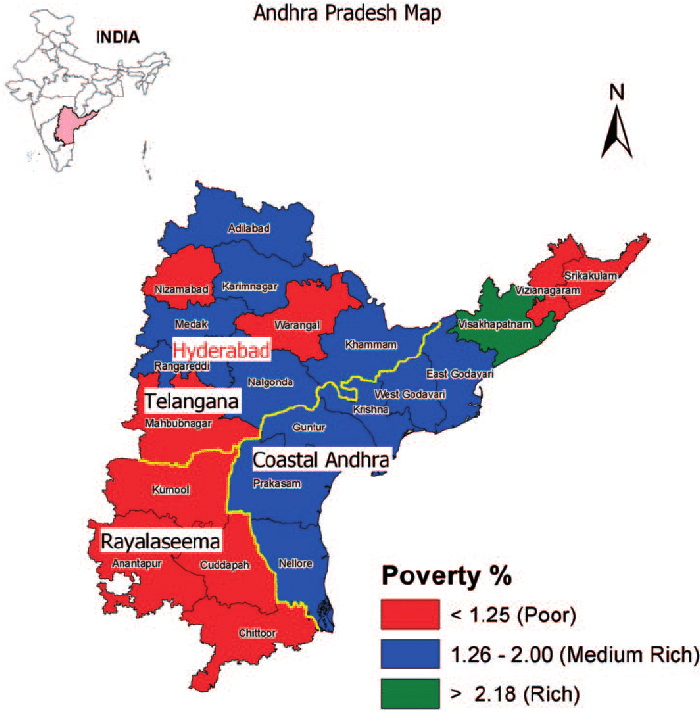 Andhra Pradesh Map
INDIA
N
Adilabad
Nizamabad
Karimnagar
Srikakulam
Vizianagaram
Medak
Warangal
Visakhapatnam
Hyderabad
Khammam
Rangareddi
East Godavari
Nalgonda
West Godavari
Telangana
Krishna
Mahbubnagar
Guntur
Coastal Andhra
Prakasam
Kurnool
Rayalaseema
Anantapur
Cuddapah
Nellore
Chittoor
Poverty %
< 1.25 (Poor)
1.26 - 2.00 (Medium Rich)
> 2.18 (Rich)